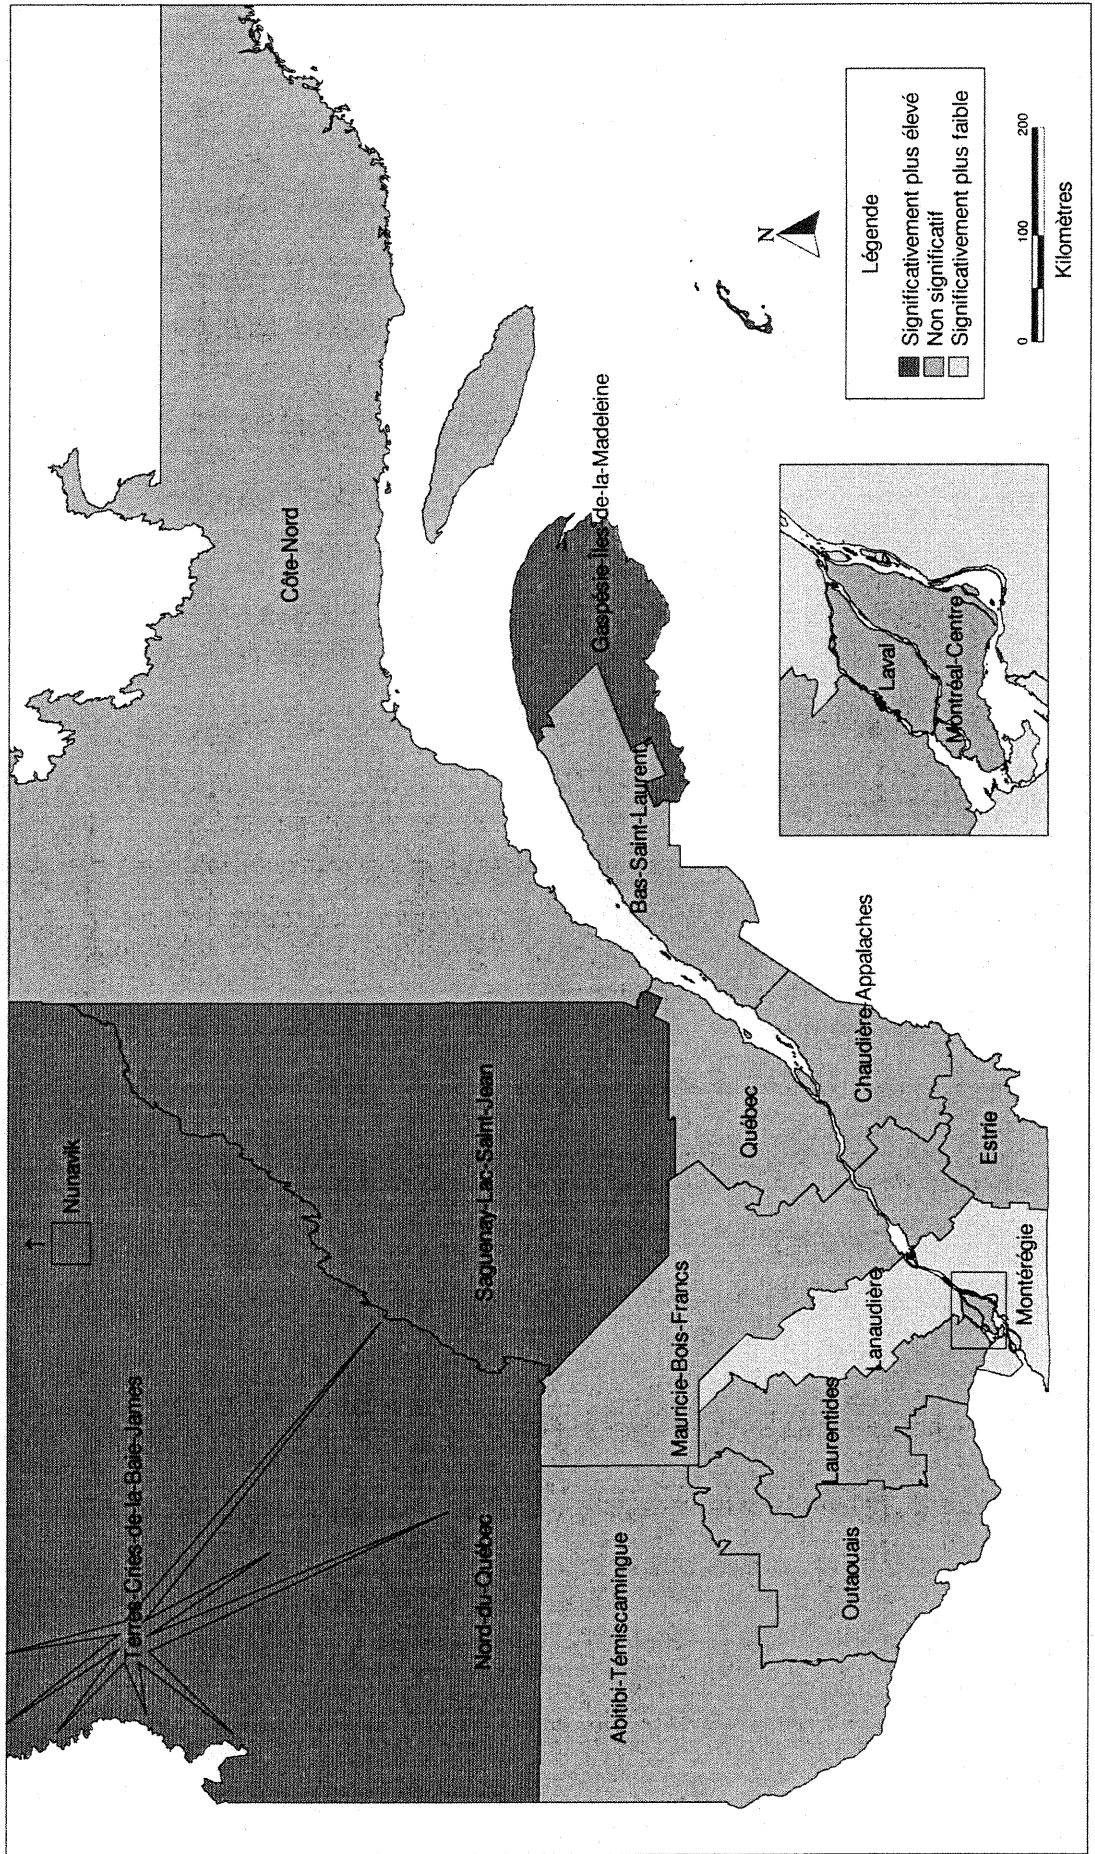 Nunavik
Terres-Cries-de-la-Baie-James
Côte-Nord
Saguenay-Lac-Saint-Jean
Nord-du-Québec
Gaspésie-Îles-de-la-Madeleine
Bas-Saint-Laurent
Abitibi-Témiscamingue
Mauricie-Bois-Francs
Québec
Chaudière-Appalaches
Outaouais
Laurentides
Lanaudière
Estrie
Montérégie
Laval
Montréal-Centre
N
Légende
Significativement plus élevé
Non significatif
Significativement plus faible
0 100 200
Kilomètres